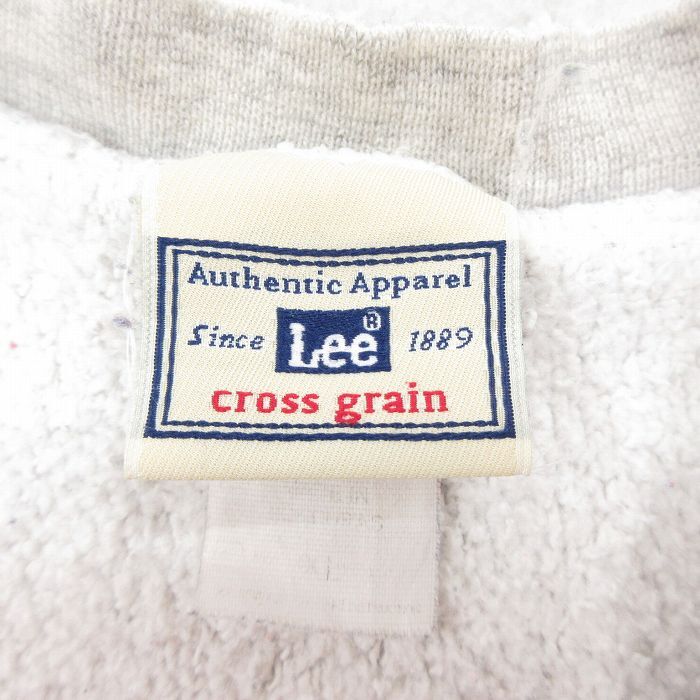 Authentic Apparel
Since Lee® 1889
cross grain